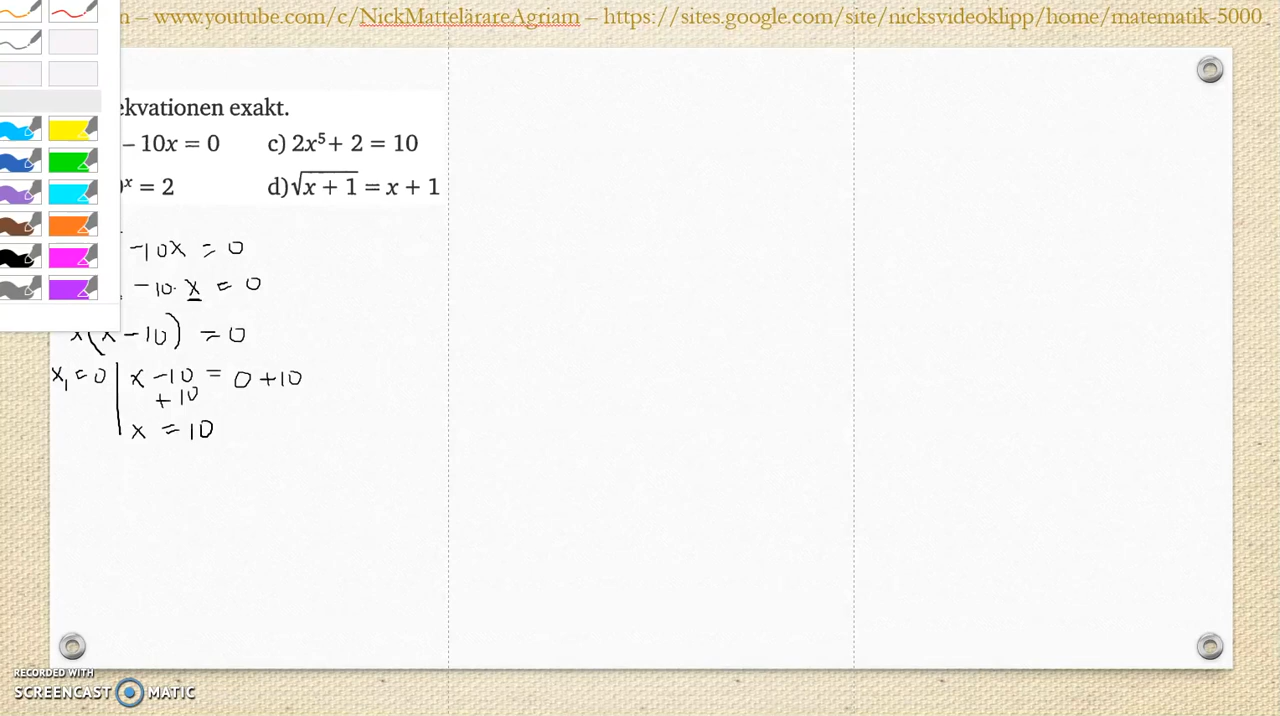 n – www.youtube.com/c/NickMattelärareAgriam – https://sites.google.com/site/nicksvideoklipp/home/matematik-5000
ekvationen exakt.
– 10x = 0 c) 2x⁵ + 2 = 10
ˣ = 2 d) √(x + 1) = x + 1
-10x = 0
-10· x = 0
x(x -10) = 0
x₁ = 0 | x -10 = 0 +10
+10
x = 10
RECORDED WITH
SCREENCAST MATIC